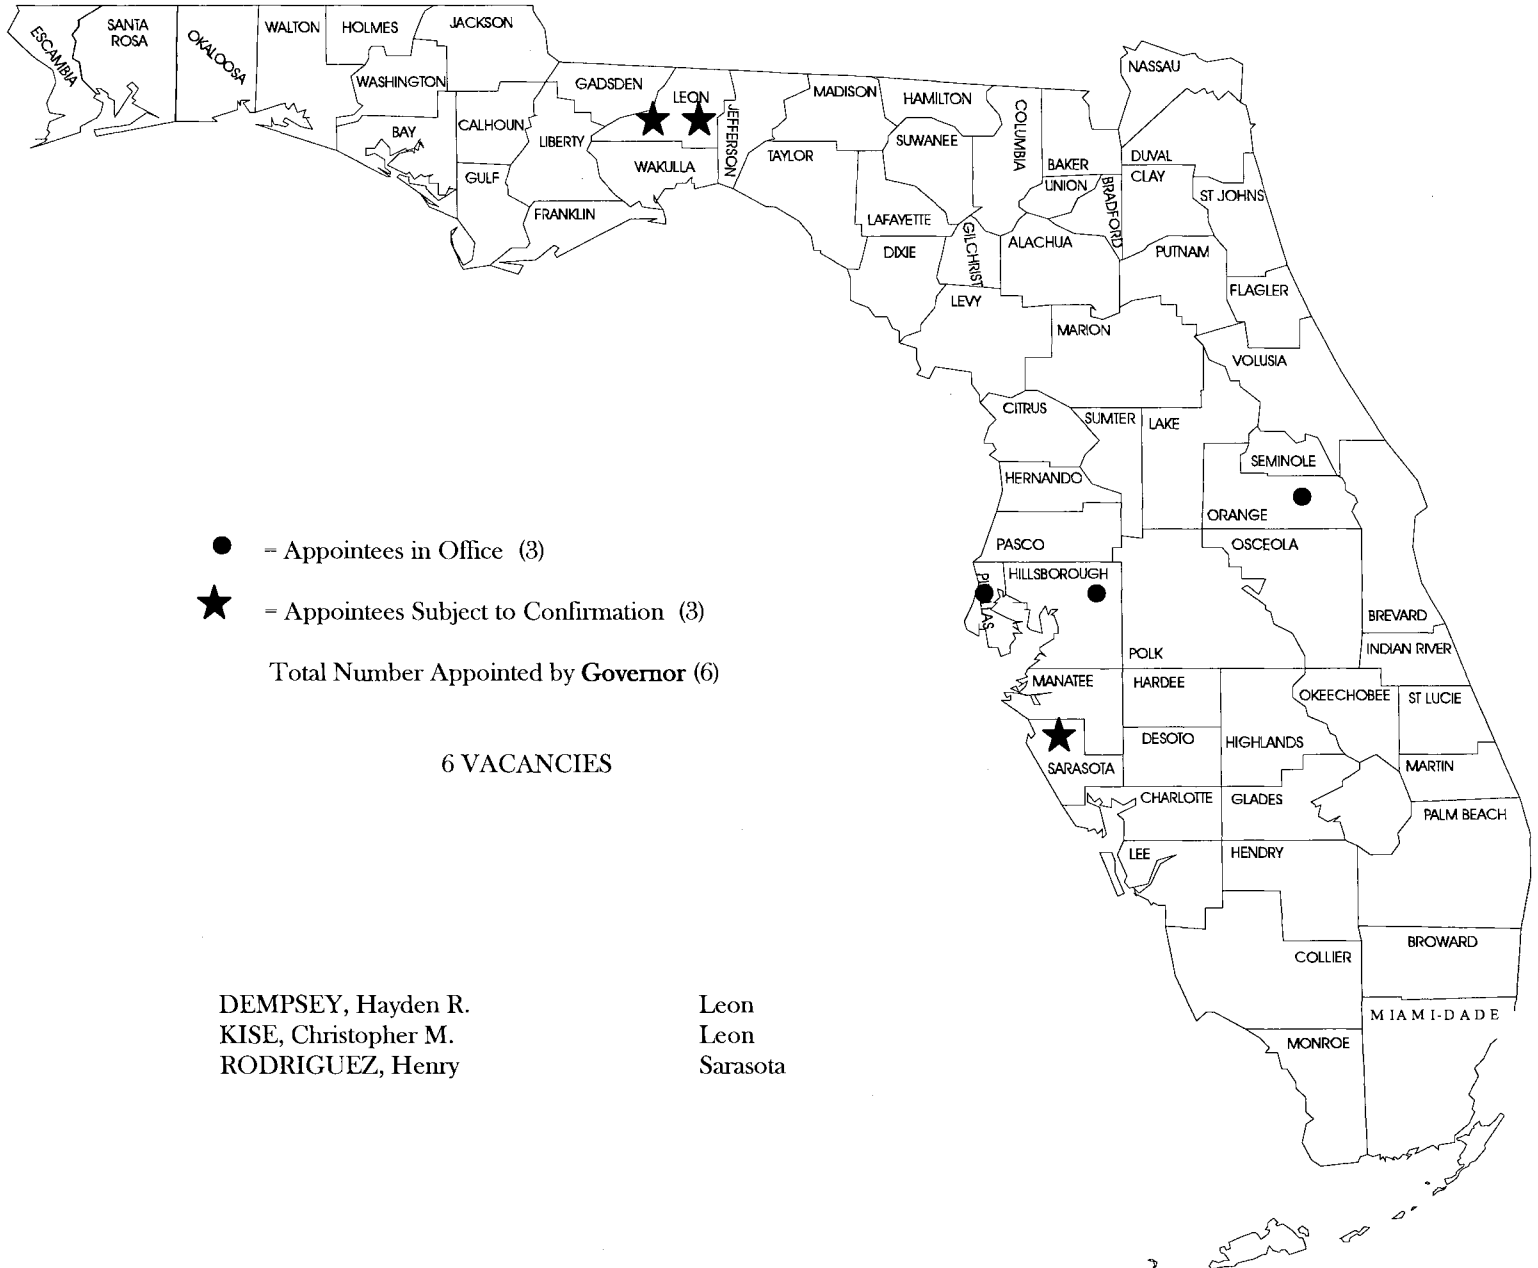 ESCAMBIA
SANTA
ROSA
OKALOOSA
WALTON
HOLMES
JACKSON
WASHINGTON
BAY
CALHOUN
GULF
GADSDEN
LIBERTY
FRANKLIN
LEON
WAKULLA
JEFFERSON
MADISON
TAYLOR
HAMILTON
SUWANEE
LAFAYETTE
DIXIE
COLUMBIA
GILCHRIST
LEVY
BAKER
UNION
BRADFORD
ALACHUA
NASSAU
DUVAL
CLAY
ST JOHNS
PUTNAM
FLAGLER
MARION
VOLUSIA
CITRUS
SUMTER
LAKE
SEMINOLE
HERNANDO
ORANGE
PASCO
OSCEOLA
HILLSBOROUGH
BREVARD
POLK
INDIAN RIVER
MANATEE
HARDEE
OKEECHOBEE
ST LUCIE
DESOTO
HIGHLANDS
SARASOTA
MARTIN
CHARLOTTE
GLADES
PALM BEACH
LEE
HENDRY
BROWARD
COLLIER
MIAMI-DADE
MONROE
= Appointees in Office (3)
= Appointees Subject to Confirmation (3)
Total Number Appointed by Governor (6)
6 VACANCIES
DEMPSEY, Hayden R. Leon
KISE, Christopher M. Leon
RODRIGUEZ, Henry Sarasota